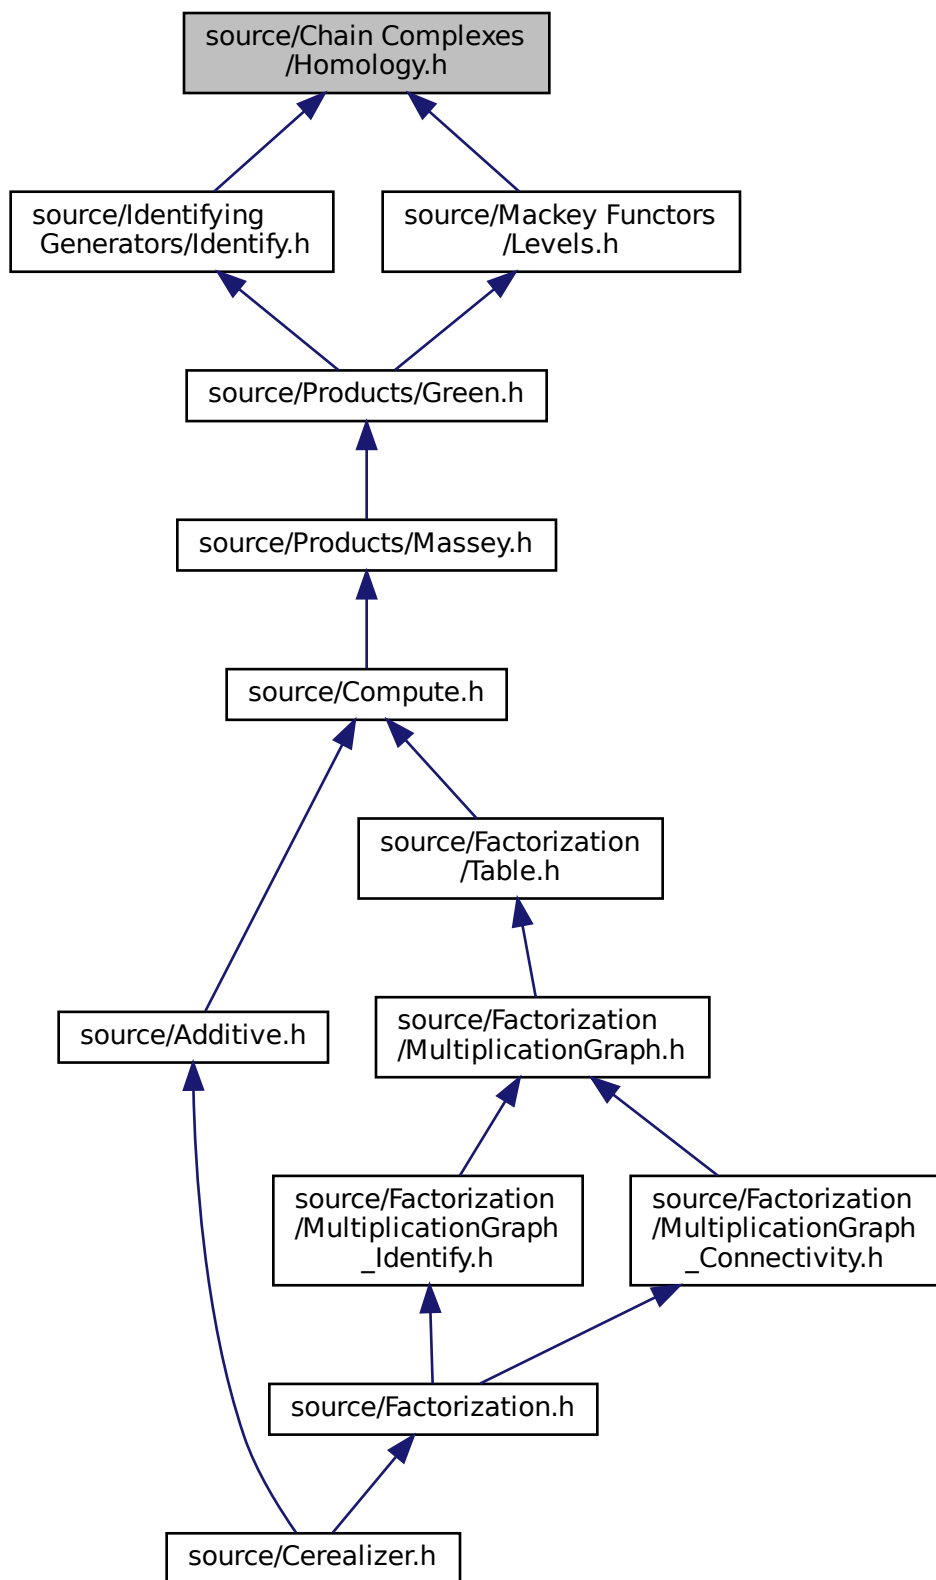 source/Chain Complexes
/Homology.h
source/Identifying
Generators/Identify.h
source/Mackey Functors
/Levels.h
source/Products/Green.h
source/Products/Massey.h
source/Compute.h
source/Factorization
/Table.h
source/Additive.h
source/Factorization
/MultiplicationGraph.h
source/Factorization
/MultiplicationGraph
_Identify.h
source/Factorization
/MultiplicationGraph
_Connectivity.h
source/Factorization.h
source/Cerealizer.h